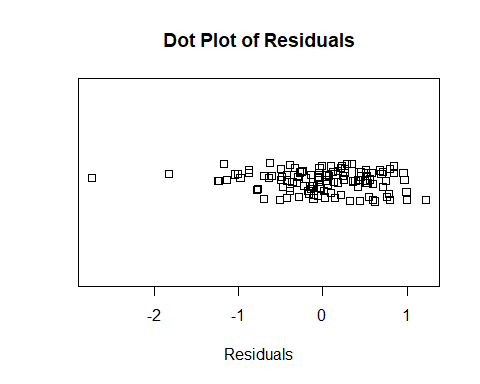 Dot Plot of Residuals
-2 -1 0 1
Residuals